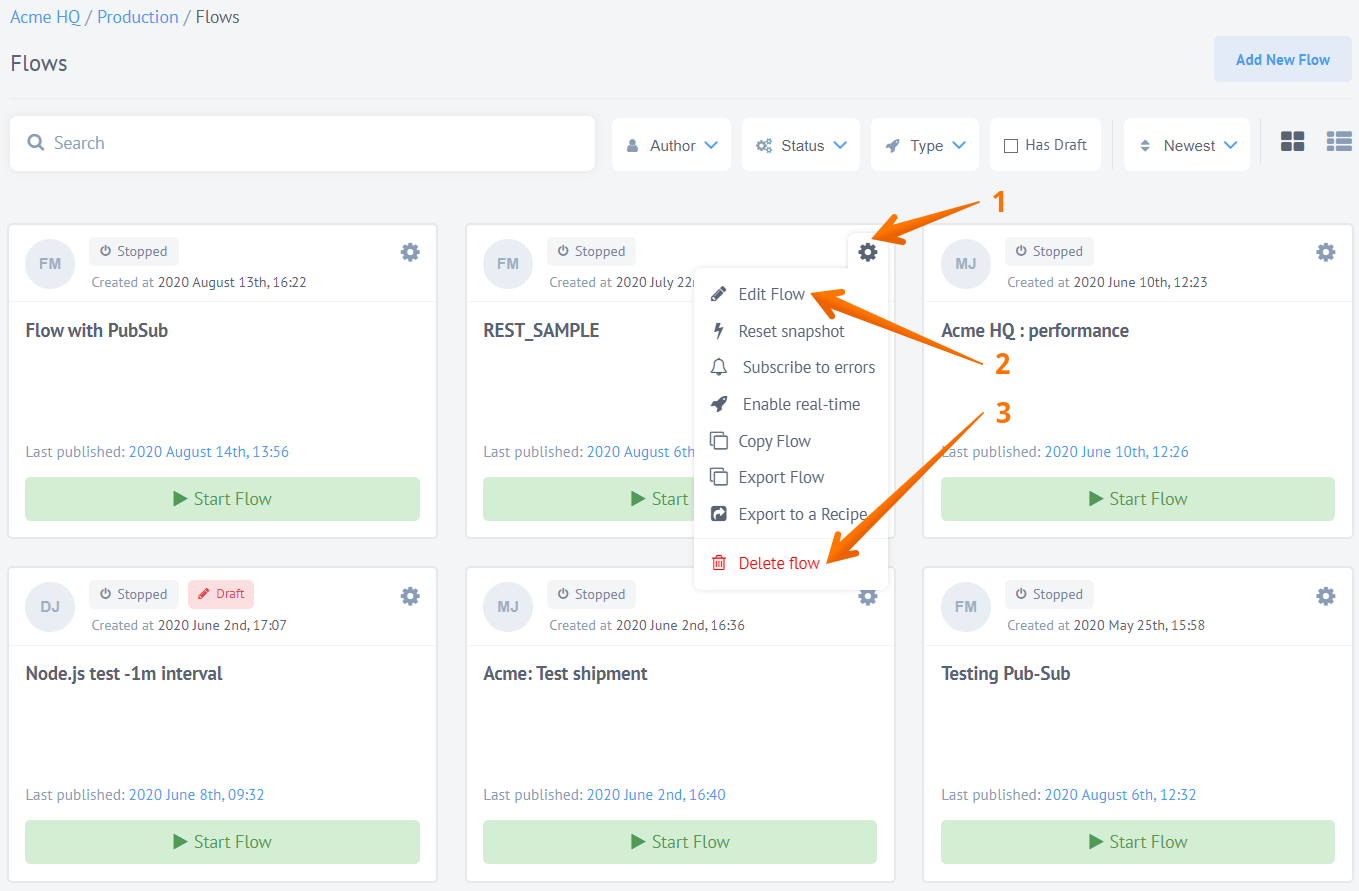 Acme HQ / Production / Flows
Flows
Add New Flow
Search
Author
Status
Type
Has Draft
Newest
1
FM
Stopped
Created at 2020 August 13th, 16:22
Flow with PubSub
Last published: 2020 August 14th, 13:56
Start Flow
FM
Stopped
Created at 2020 July 22
REST_SAMPLE
Last published: 2020 August 6th
Start
Edit Flow
Reset snapshot
Subscribe to errors
Enable real-time
Copy Flow
Export Flow
Export to a Recipe
Delete flow
2
3
MJ
Stopped
Created at 2020 June 10th, 12:23
Acme HQ : performance
Last published: 2020 June 10th, 12:26
Start Flow
DJ
Stopped
Draft
Created at 2020 June 2nd, 17:07
Node.js test -1m interval
Last published: 2020 June 8th, 09:32
Start Flow
MJ
Stopped
Created at 2020 June 2nd, 16:36
Acme: Test shipment
Last published: 2020 June 2nd, 16:40
Start Flow
FM
Stopped
Created at 2020 May 25th, 15:58
Testing Pub-Sub
Last published: 2020 August 6th, 12:32
Start Flow